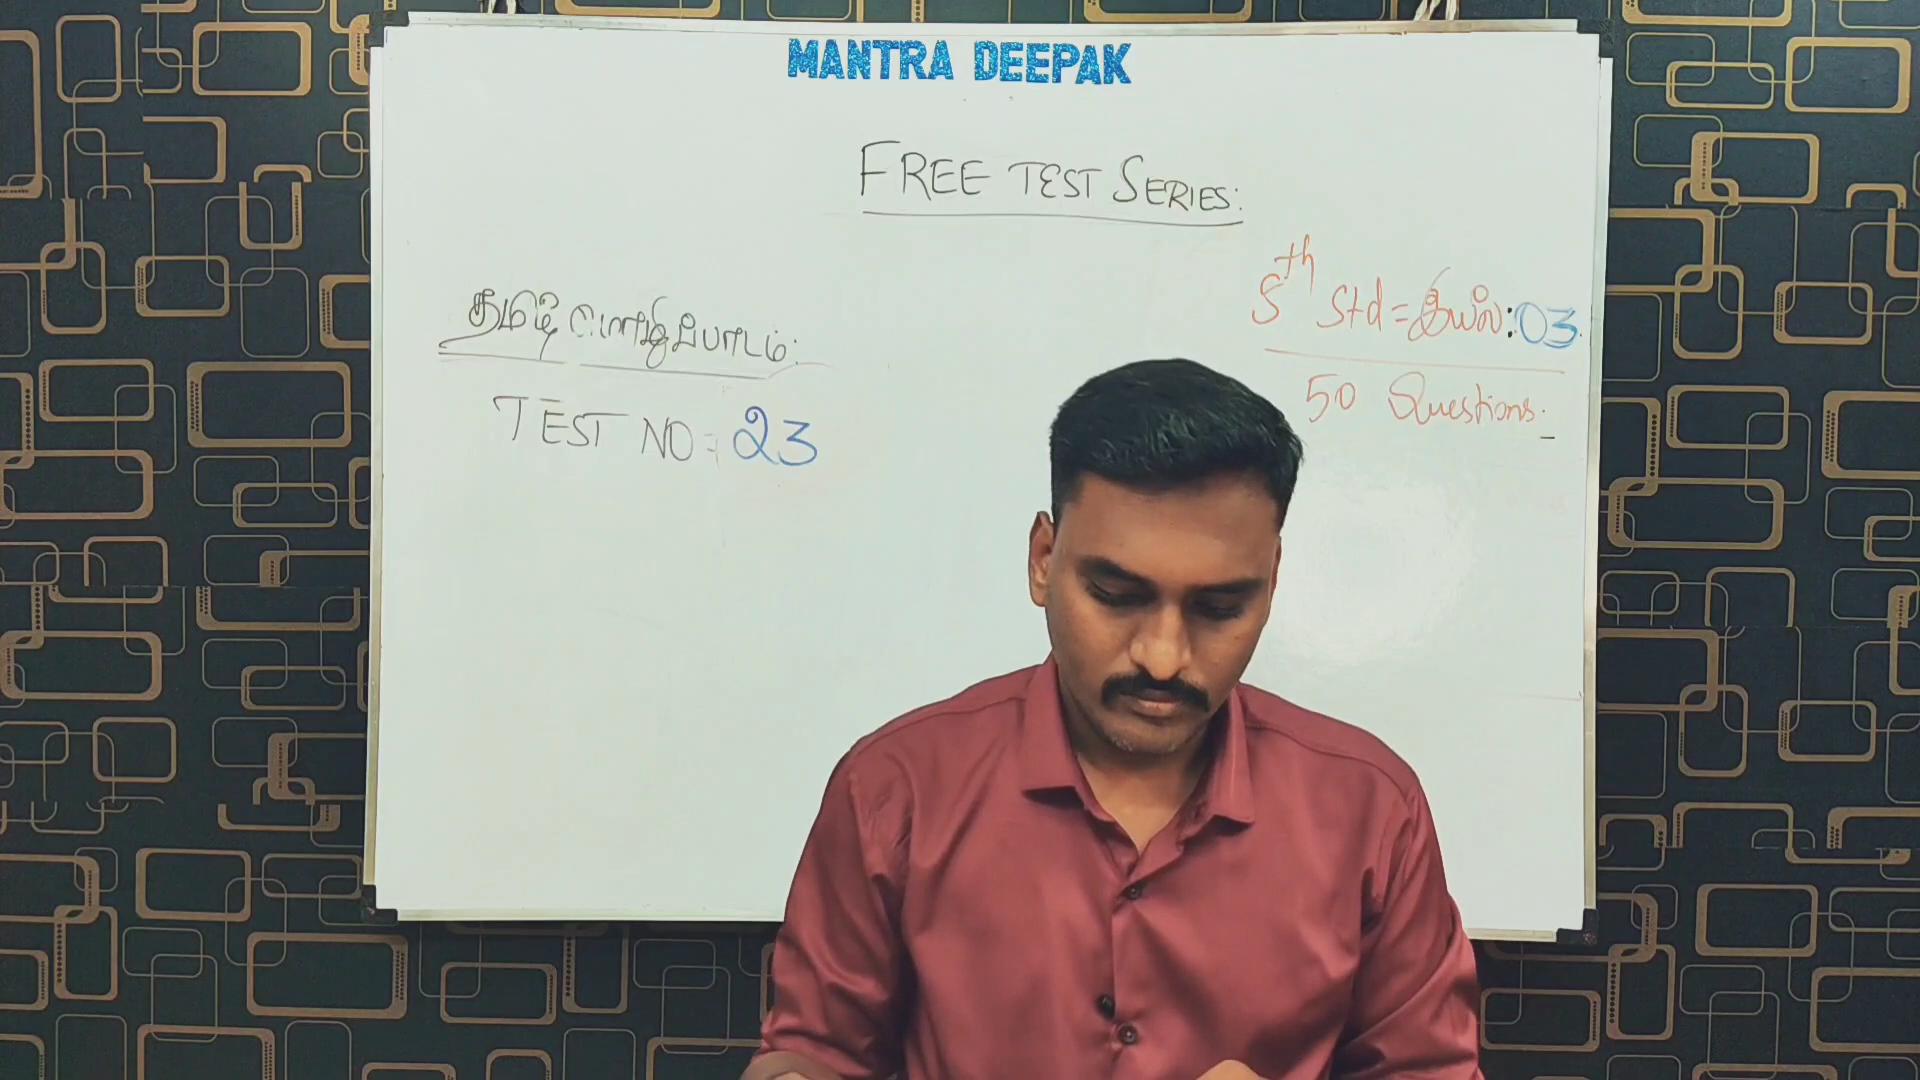 MANTRA DEEPAK
FREE TEST SERIES:
5th Std = இயல்: 03.
தமிழ் மொழிப்பாடம்:
50 Questions.
TEST NO: 23